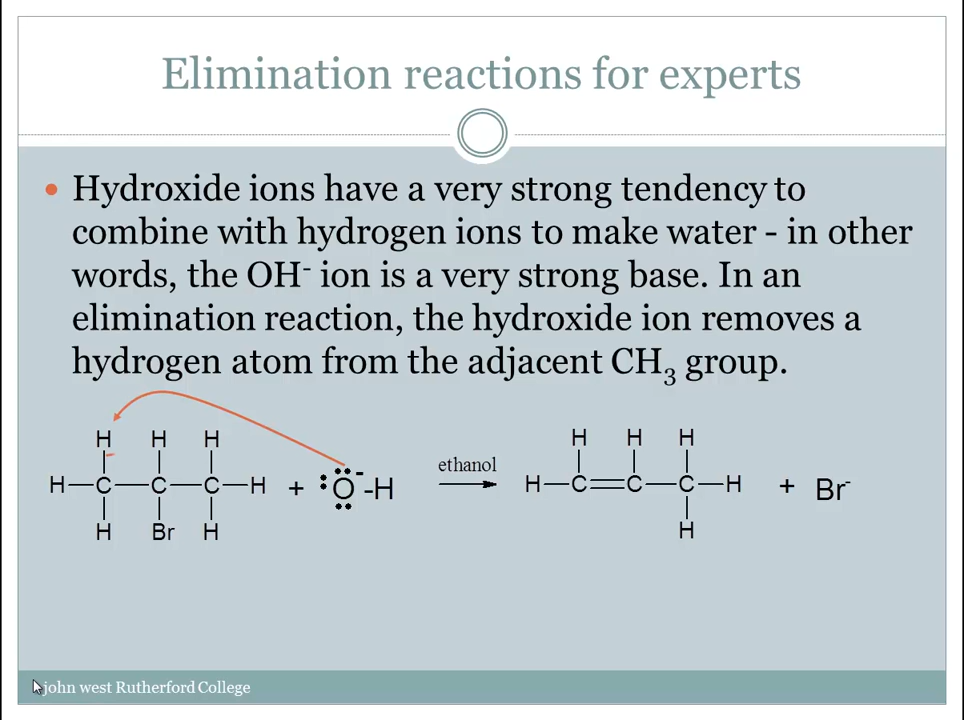 Elimination reactions for experts
• Hydroxide ions have a very strong tendency to
combine with hydrogen ions to make water - in other
words, the OH⁻ ion is a very strong base. In an
elimination reaction, the hydroxide ion removes a
hydrogen atom from the adjacent CH₃ group.
H H H H H H
ethanol
H—C—C—C—H + :O⁻-H → H—C=C—C—H + Br⁻
H Br H H
john west Rutherford College